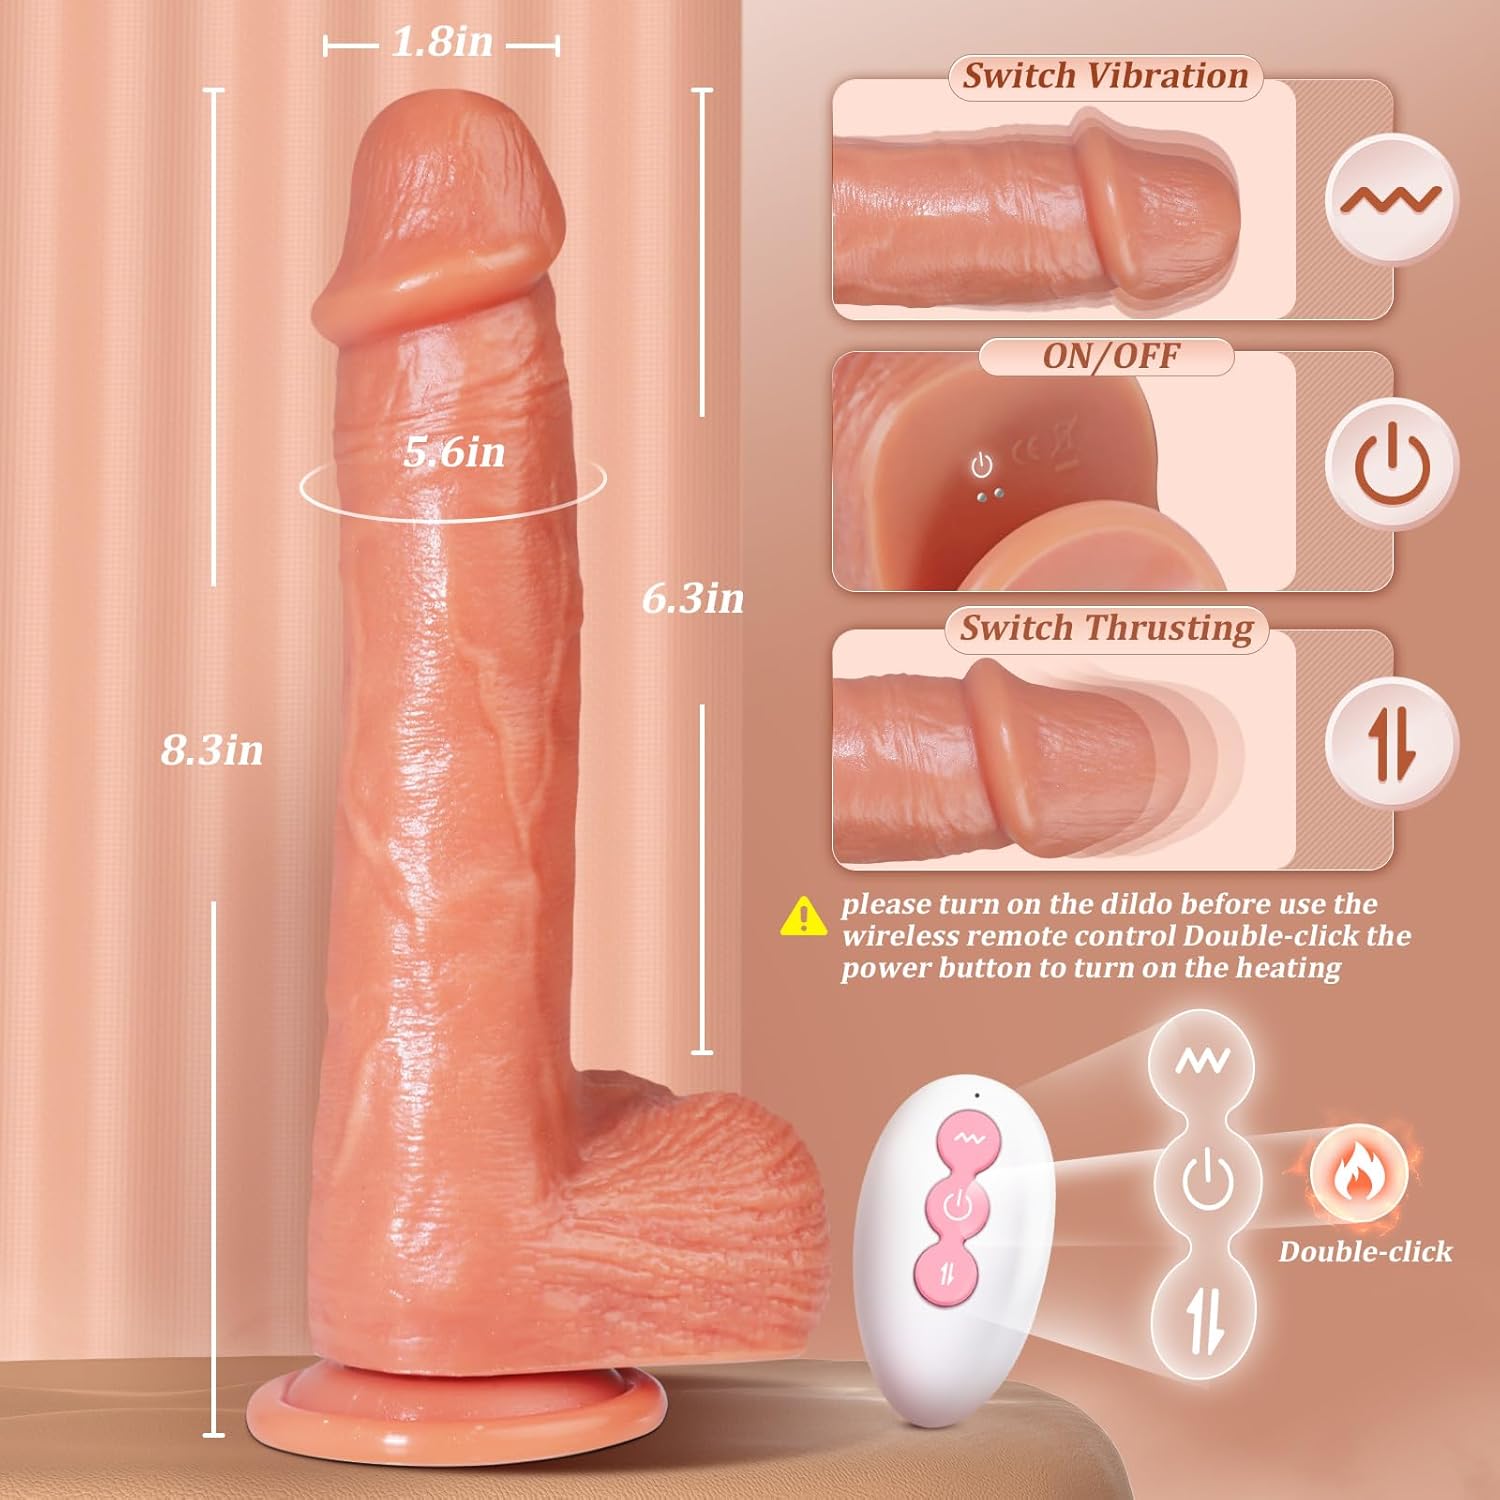 1.8in
Switch Vibration
ON/OFF
5.6in
6.3in
Switch Thrusting
8.3in
please turn on the dildo before use the
wireless remote control Double-click the
power button to turn on the heating
Double-click
CE